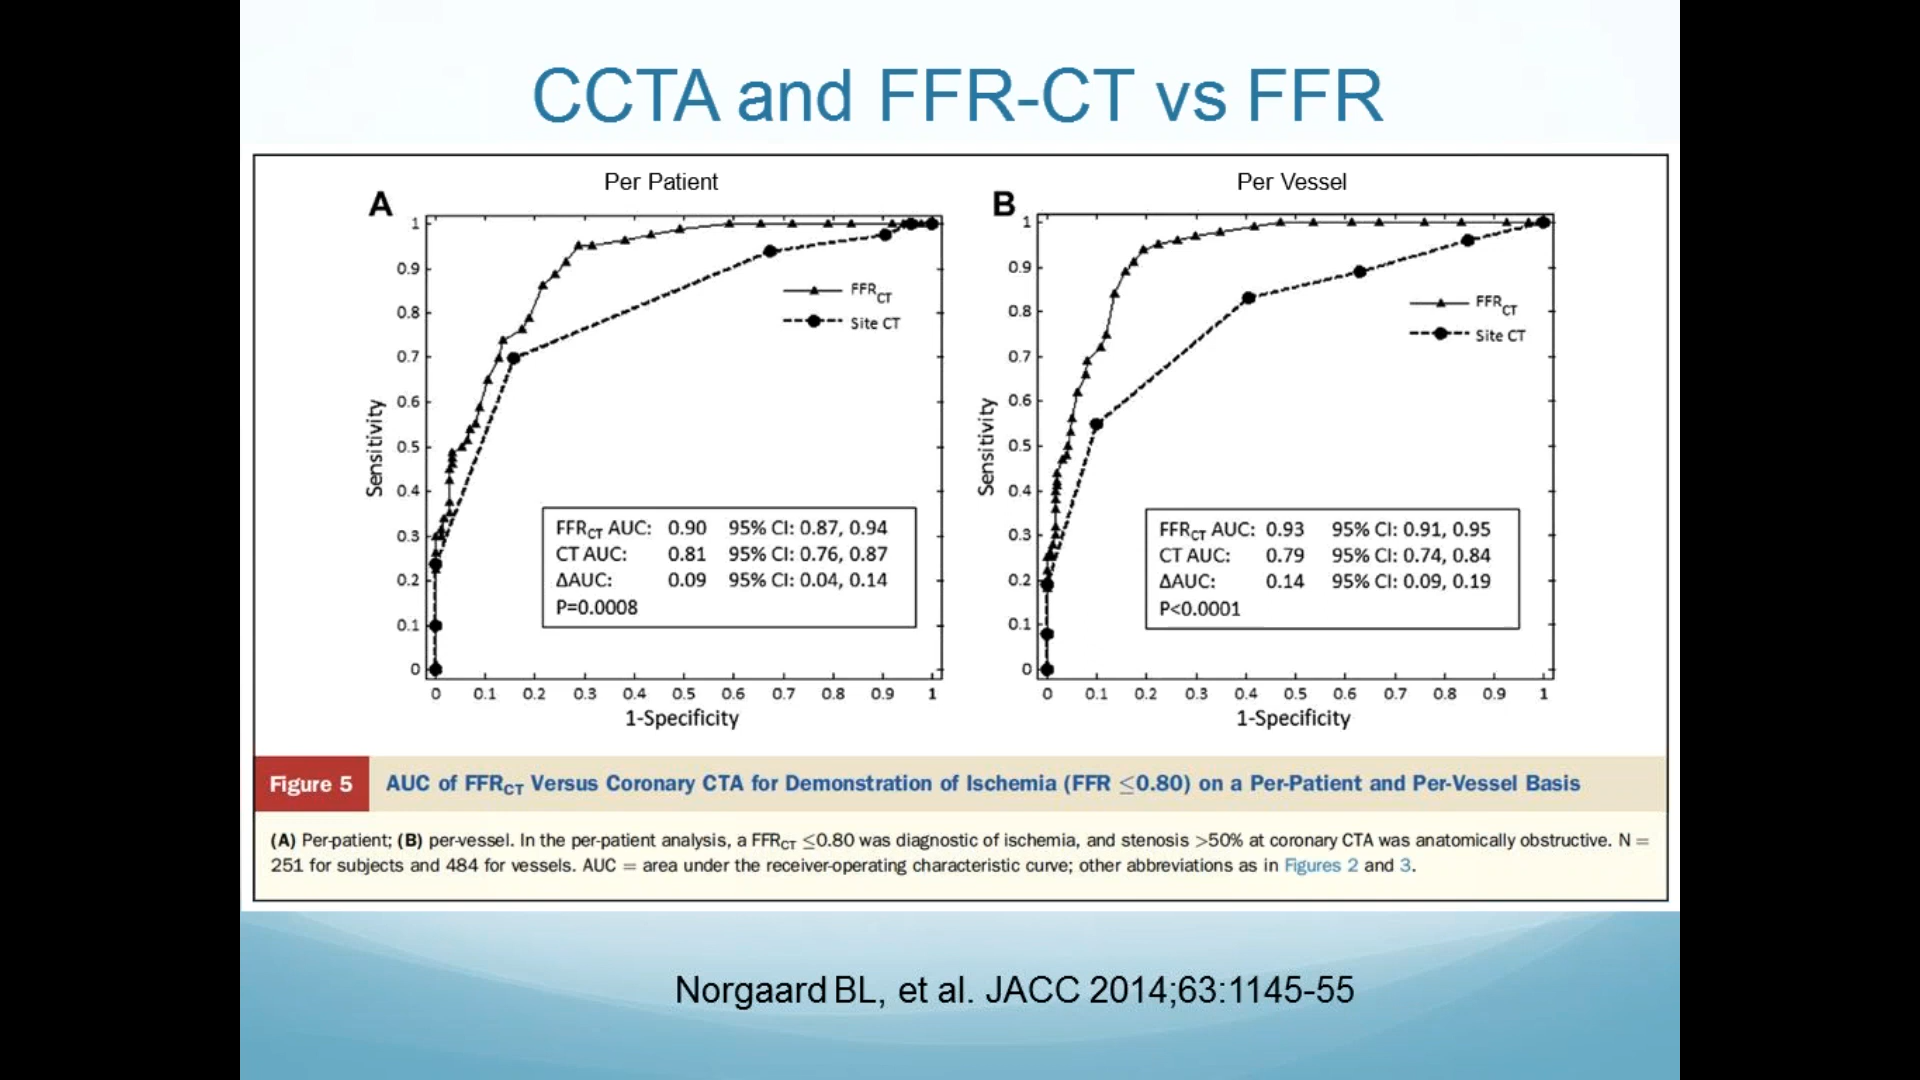 CCTA and FFR-CT vs FFR
Per Patient
A
1
0.9
0.8
0.7
0.6
0.5
0.4
0.3
0.2
0.1
0
Sensitivity
FFRCT
Site CT
FFRCT AUC: 0.90 95% CI: 0.87, 0.94
CT AUC: 0.81 95% CI: 0.76, 0.87
ΔAUC: 0.09 95% CI: 0.04, 0.14
P=0.0008
0 0.1 0.2 0.3 0.4 0.5 0.6 0.7 0.8 0.9 1
1-Specificity
Per Vessel
B
1
0.9
0.8
0.7
0.6
0.5
0.4
0.3
0.2
0.1
0
Sensitivity
FFRCT
Site CT
FFRCT AUC: 0.93 95% CI: 0.91, 0.95
CT AUC: 0.79 95% CI: 0.74, 0.84
ΔAUC: 0.14 95% CI: 0.09, 0.19
P<0.0001
0 0.1 0.2 0.3 0.4 0.5 0.6 0.7 0.8 0.9 1
1-Specificity
Figure 5 AUC of FFRCT Versus Coronary CTA for Demonstration of Ischemia (FFR ≤0.80) on a Per-Patient and Per-Vessel Basis
(A) Per-patient; (B) per-vessel. In the per-patient analysis, a FFRCT ≤0.80 was diagnostic of ischemia, and stenosis >50% at coronary CTA was anatomically obstructive. N =
251 for subjects and 484 for vessels. AUC = area under the receiver-operating characteristic curve; other abbreviations as in Figures 2 and 3.
Norgaard BL, et al. JACC 2014;63:1145-55